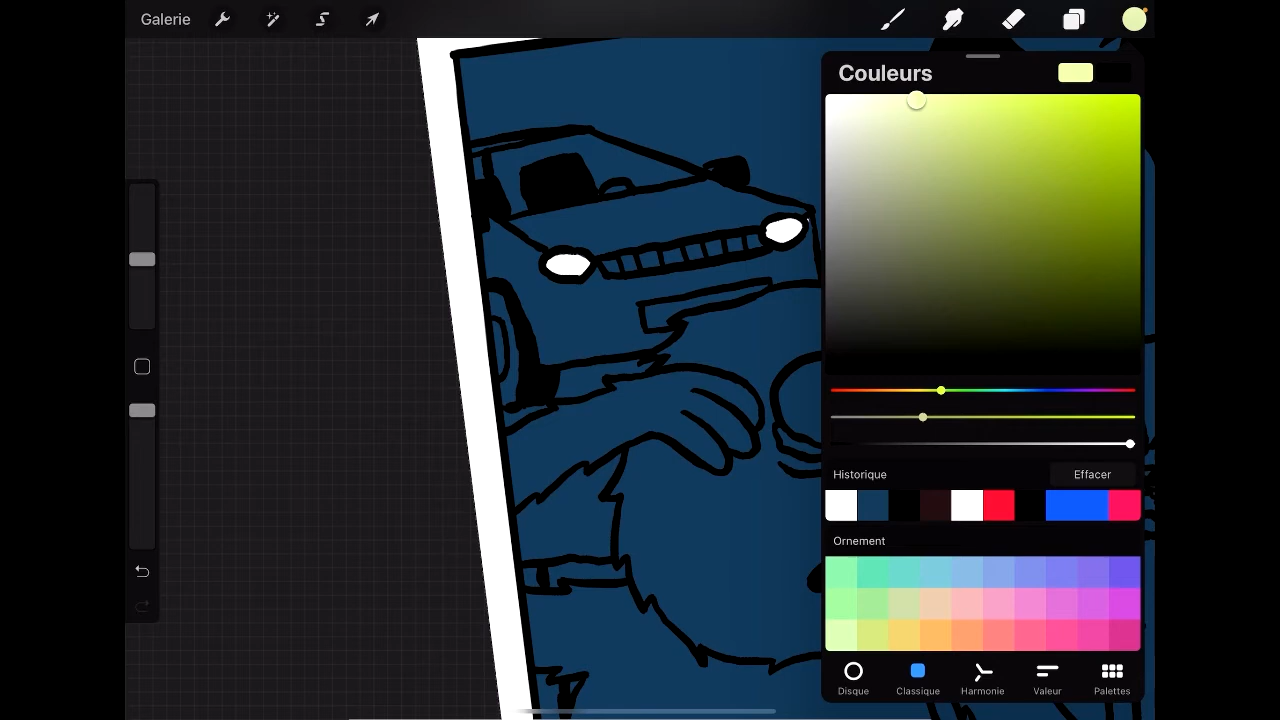 Galerie
Couleurs
Historique
Effacer
Ornement
Disque
Classique
Harmonie
Valeur
Palettes